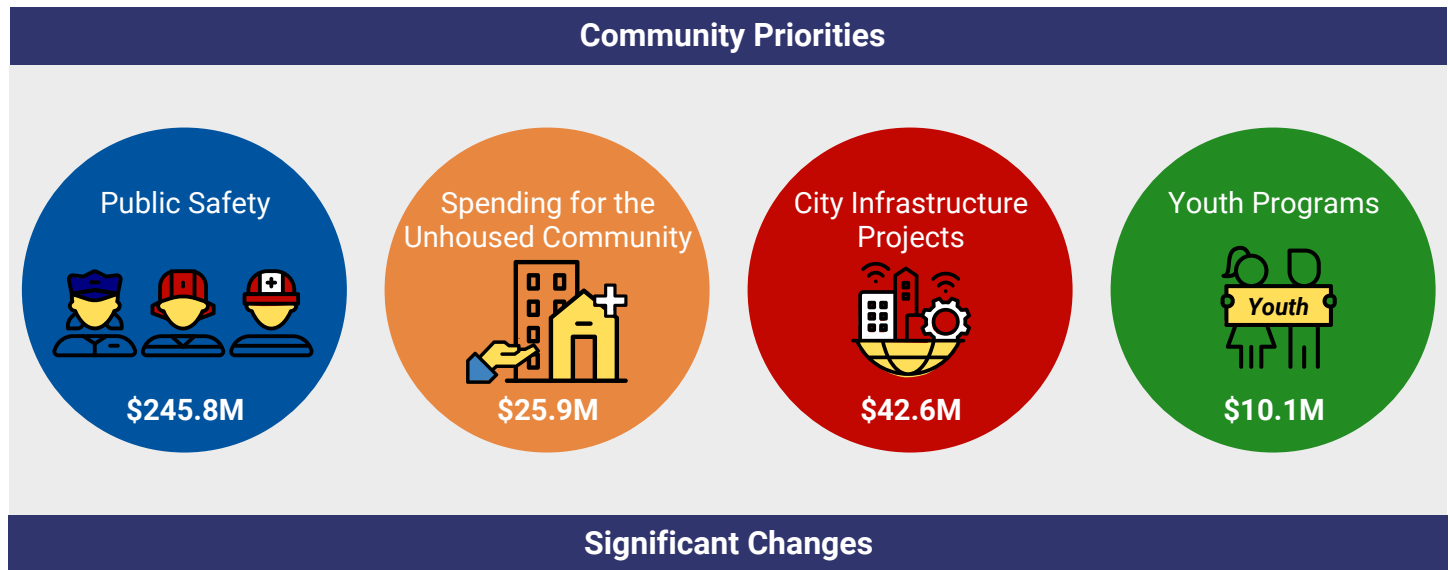 Community Priorities
Public Safety
$245.8M
Spending for the
Unhoused Community
$25.9M
City Infrastructure
Projects
$42.6M
Youth Programs
Youth
$10.1M
Significant Changes